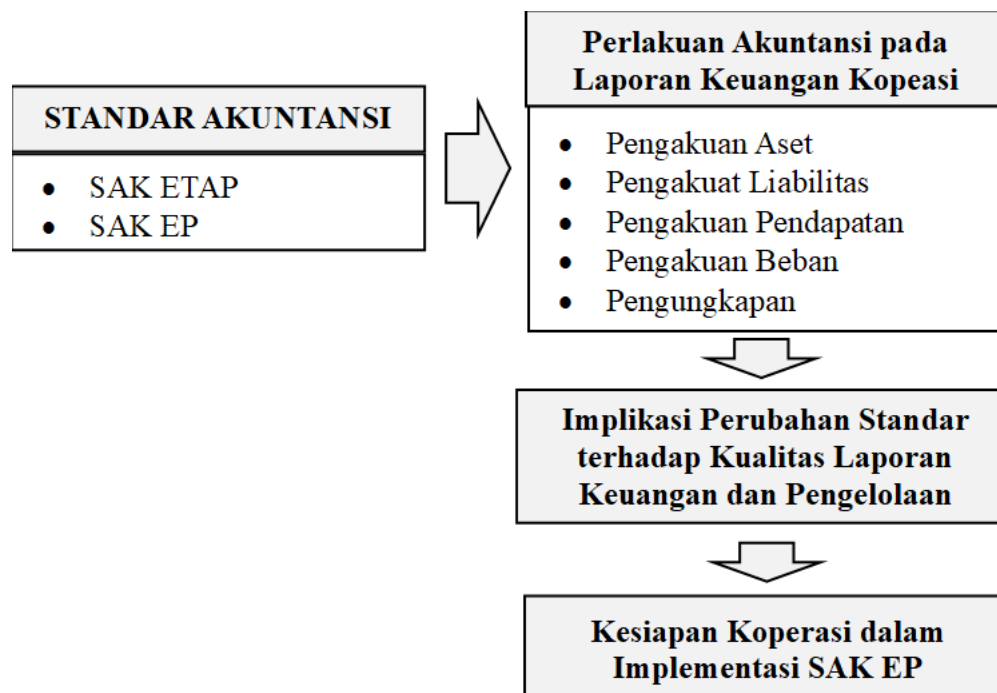 STANDAR AKUNTANSI
• SAK ETAP
• SAK EP
Perlakuan Akuntansi pada
Laporan Keuangan Kopeasi
• Pengakuan Aset
• Pengakuat Liabilitas
• Pengakuan Pendapatan
• Pengakuan Beban
• Pengungkapan
Implikasi Perubahan Standar
terhadap Kualitas Laporan
Keuangan dan Pengelolaan
Kesiapan Koperasi dalam
Implementasi SAK EP